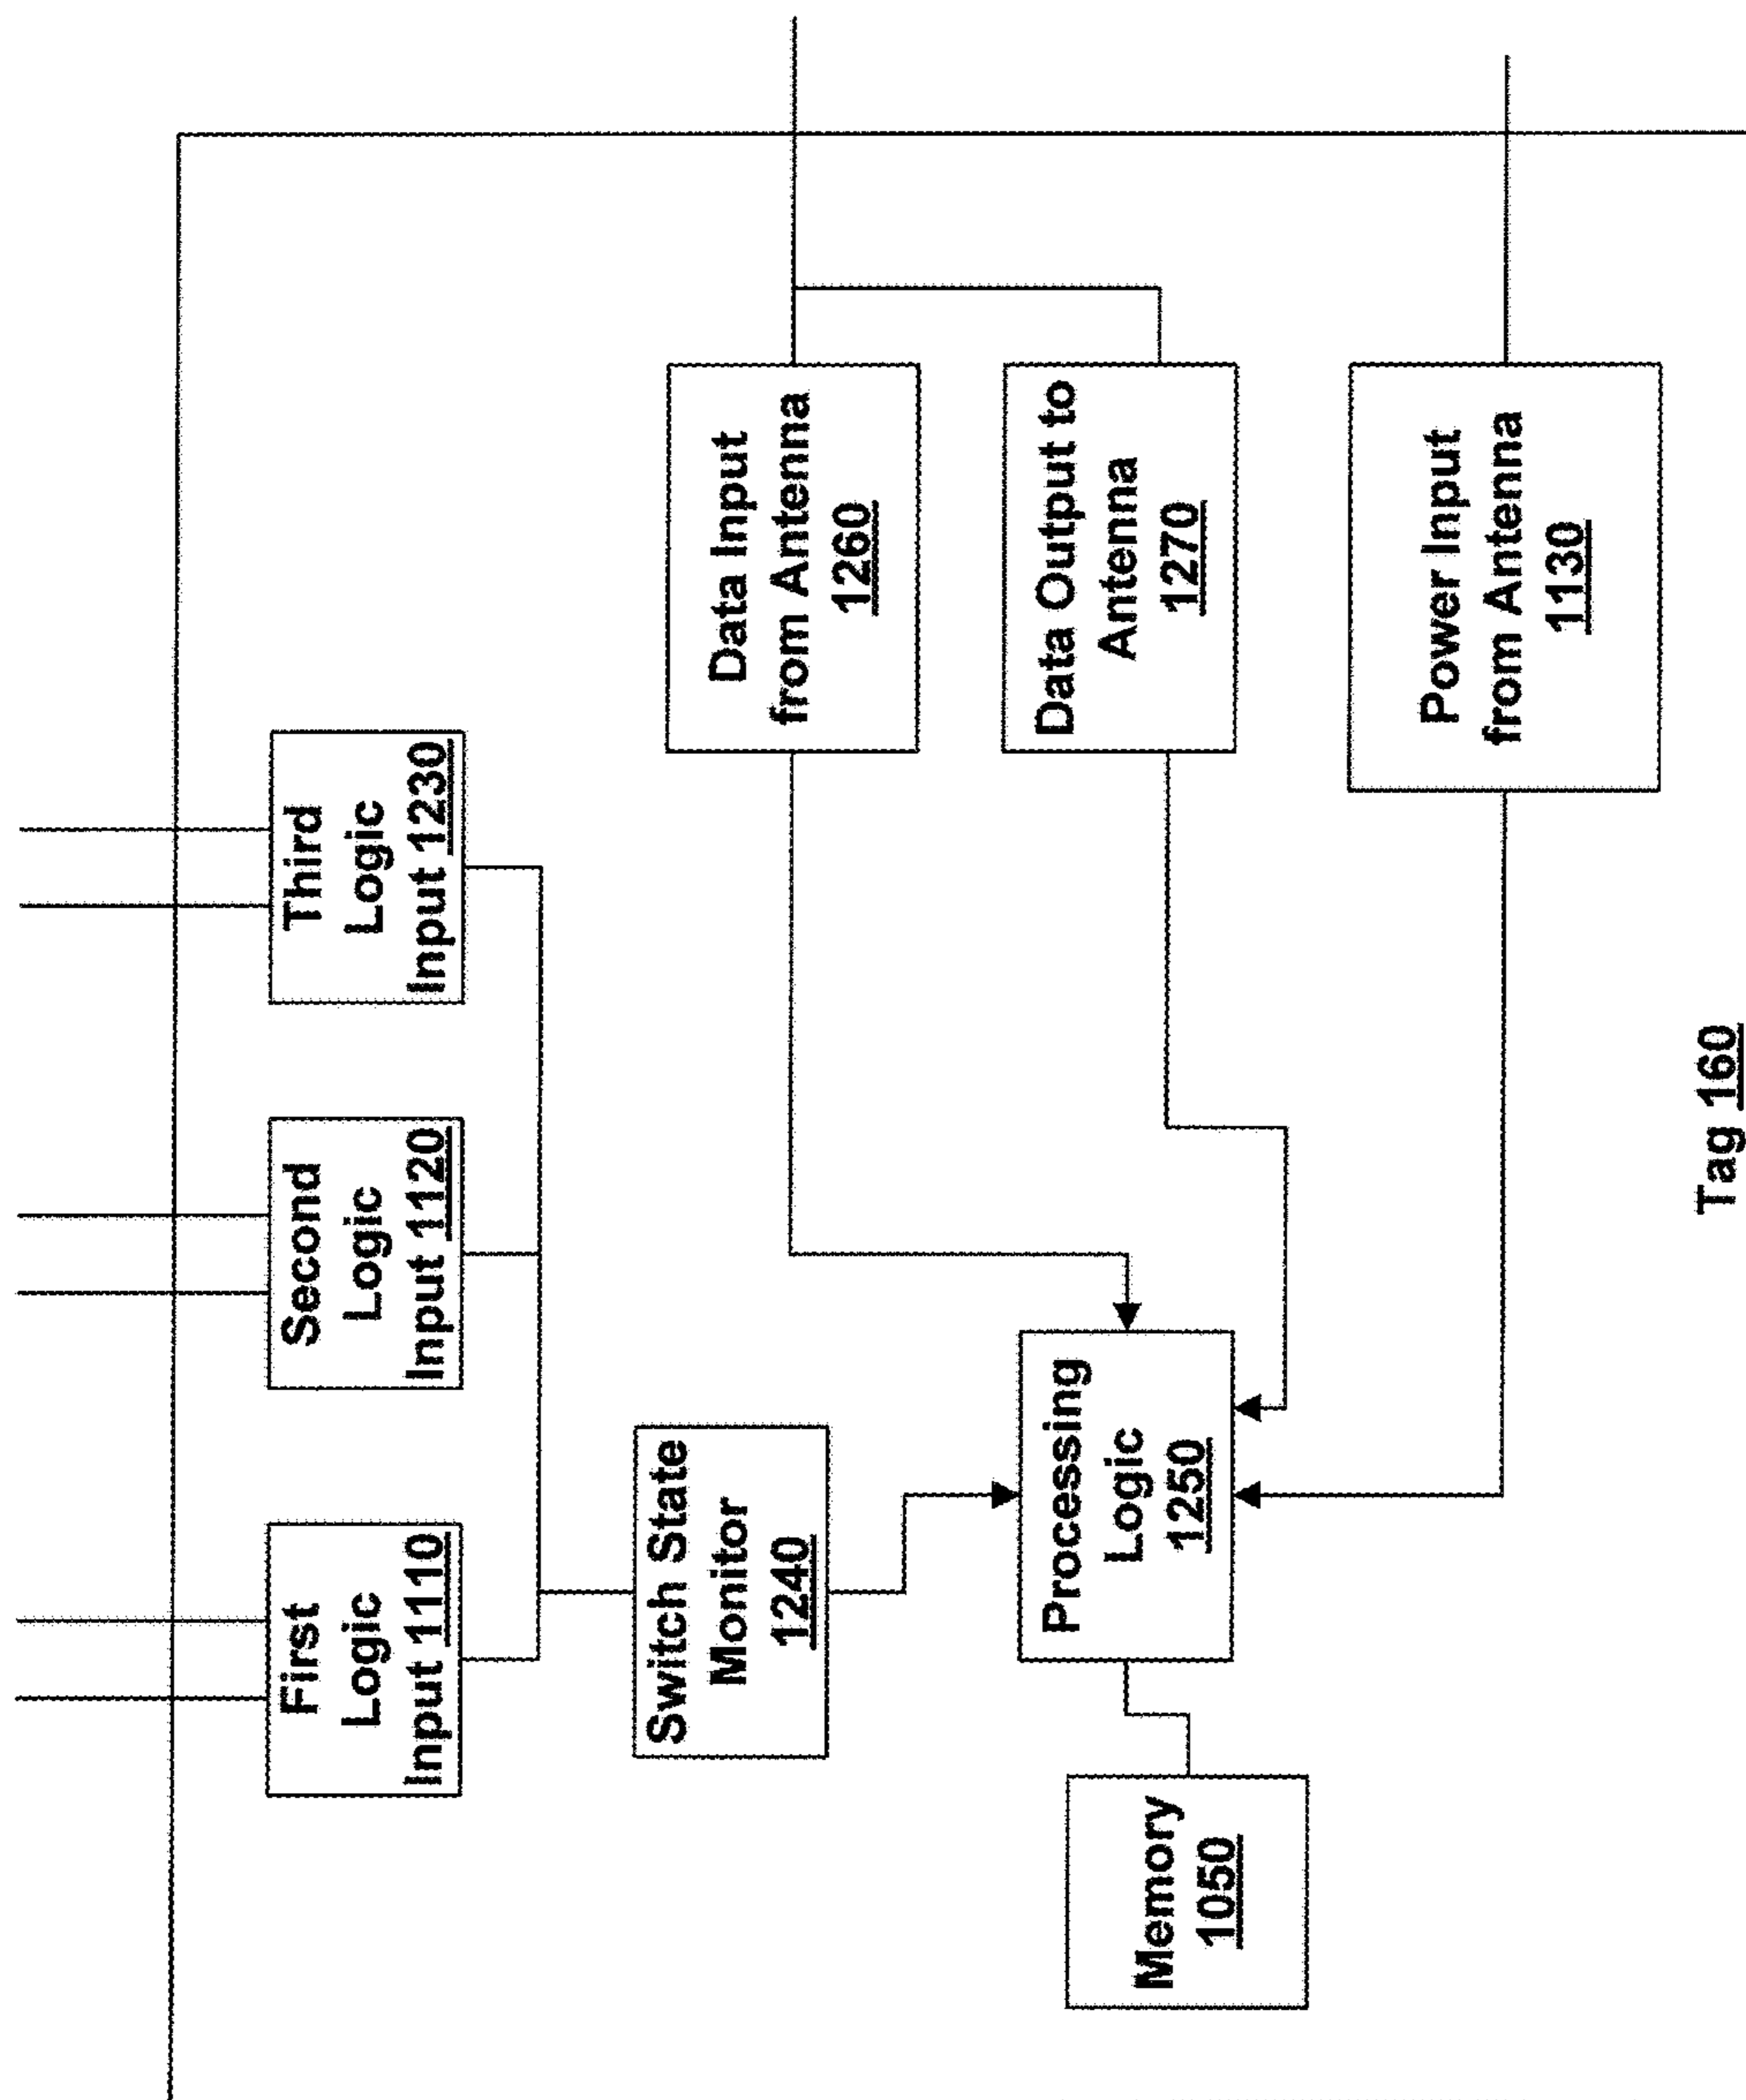 First
Logic
Input 1110
Second
Logic
Input 1120
Third
Logic
Input 1230
Switch State
Monitor
1240
Data Input
from Antenna
1260
Data Output to
Antenna
1270
Processing
Logic
1250
Memory
1050
Power Input
from Antenna
1130
Tag 160